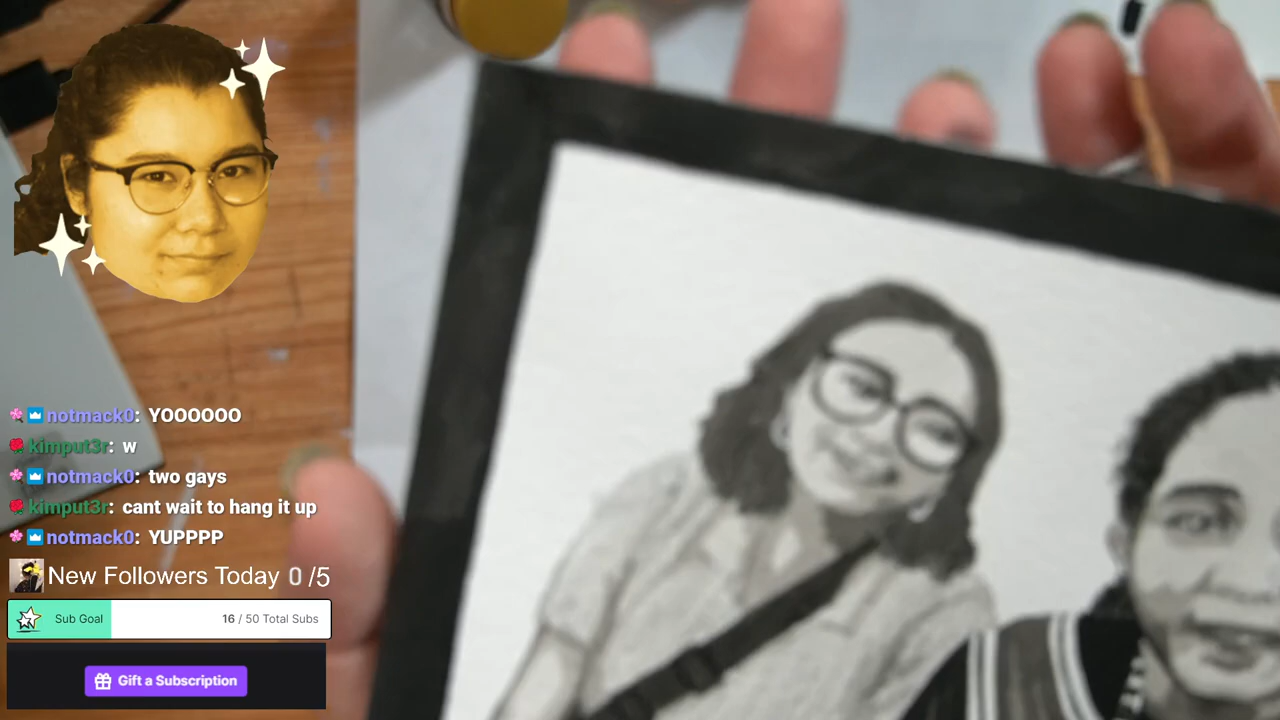 notmack0: YOOOOOO
kimput3r: w
notmack0: two gays
kimput3r: cant wait to hang it up
notmack0: YUPPPP
New Followers Today 0 /5
Sub Goal 16 / 50 Total Subs
Gift a Subscription